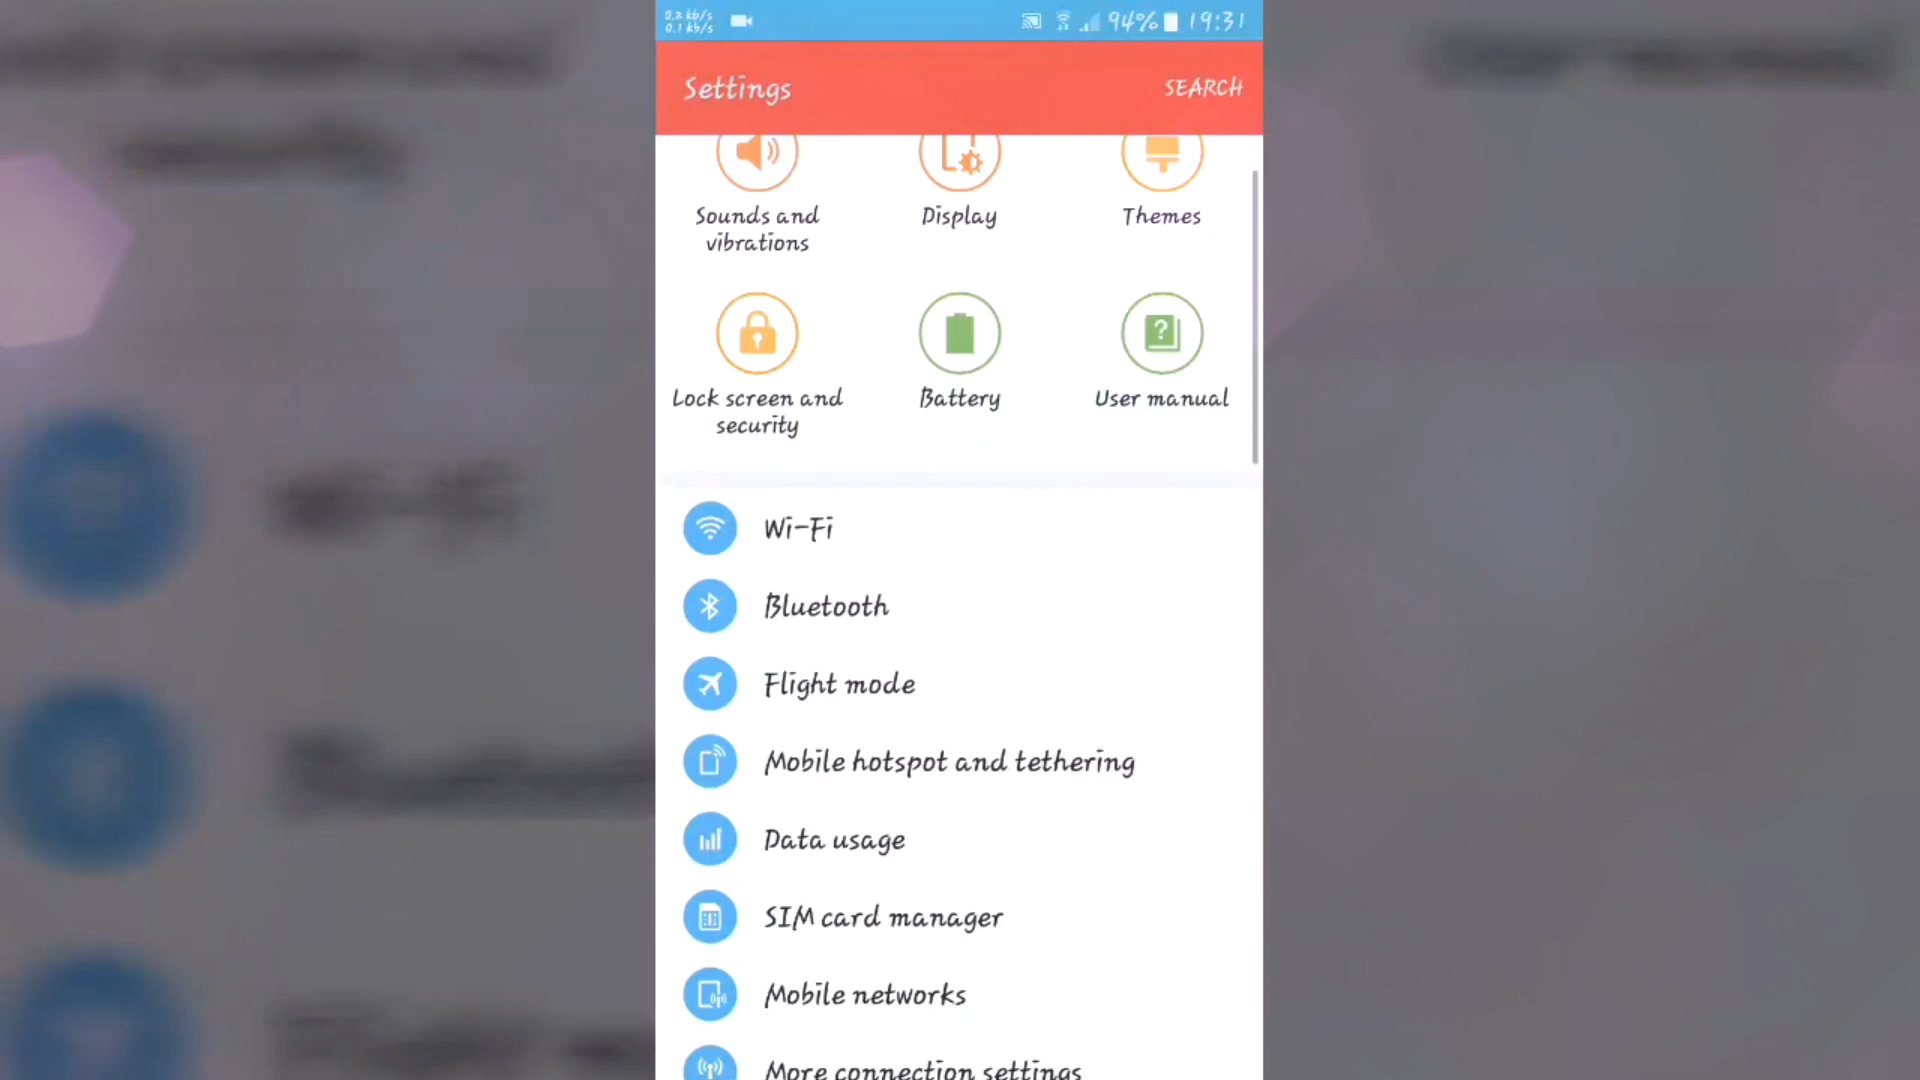 0.2 kb/s
0.1 kb/s
94% 19:31
Settings
SEARCH
Sounds and
vibrations
Display
Themes
Lock screen and
security
Battery
User manual
Wi-Fi
Bluetooth
Flight mode
Mobile hotspot and tethering
Data usage
SIM card manager
Mobile networks
More connection settings